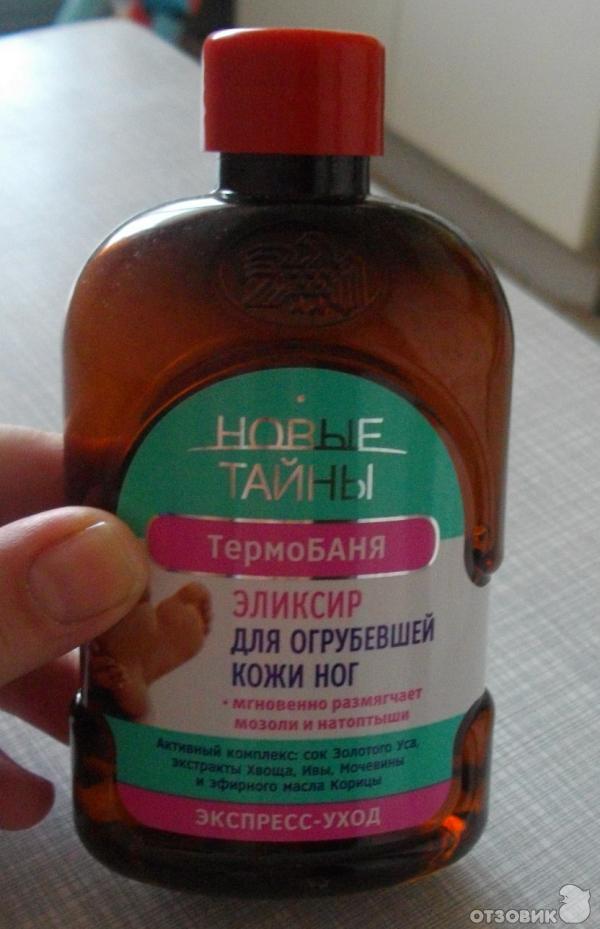 НОВЫЕ
ТАЙНЫ
ТермоБАНЯ
ЭЛИКСИР
ДЛЯ ОГРУБЕВШЕЙ
КОЖИ НОГ
• мгновенно размягчает
мозоли и натоптыши
Активный комплекс: сок Золотого Уса,
экстракты Хвоща, Ивы, Мочевины
и эфирного масла Корицы
ЭКСПРЕСС-УХОД
ОТЗОВИК